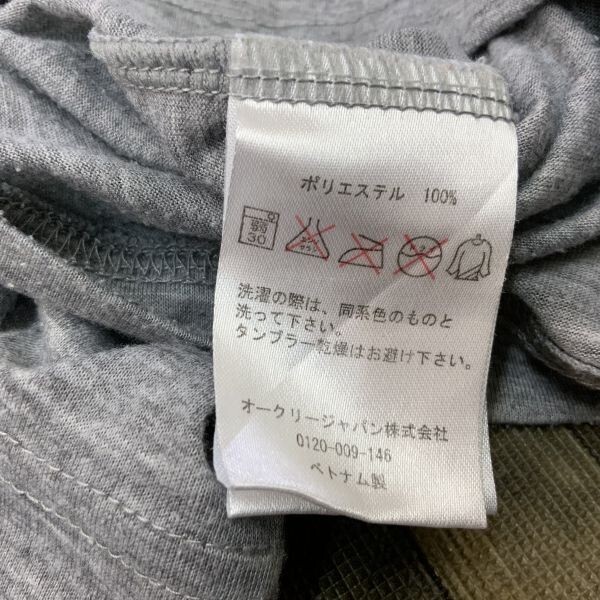 ポリエステル 100%
弱
30
洗濯の際は、同系色のものと
洗って下さい。
タンブラー乾燥はお避け下さい。
オークリージャパン株式会社
0120-009-146
ベトナム製